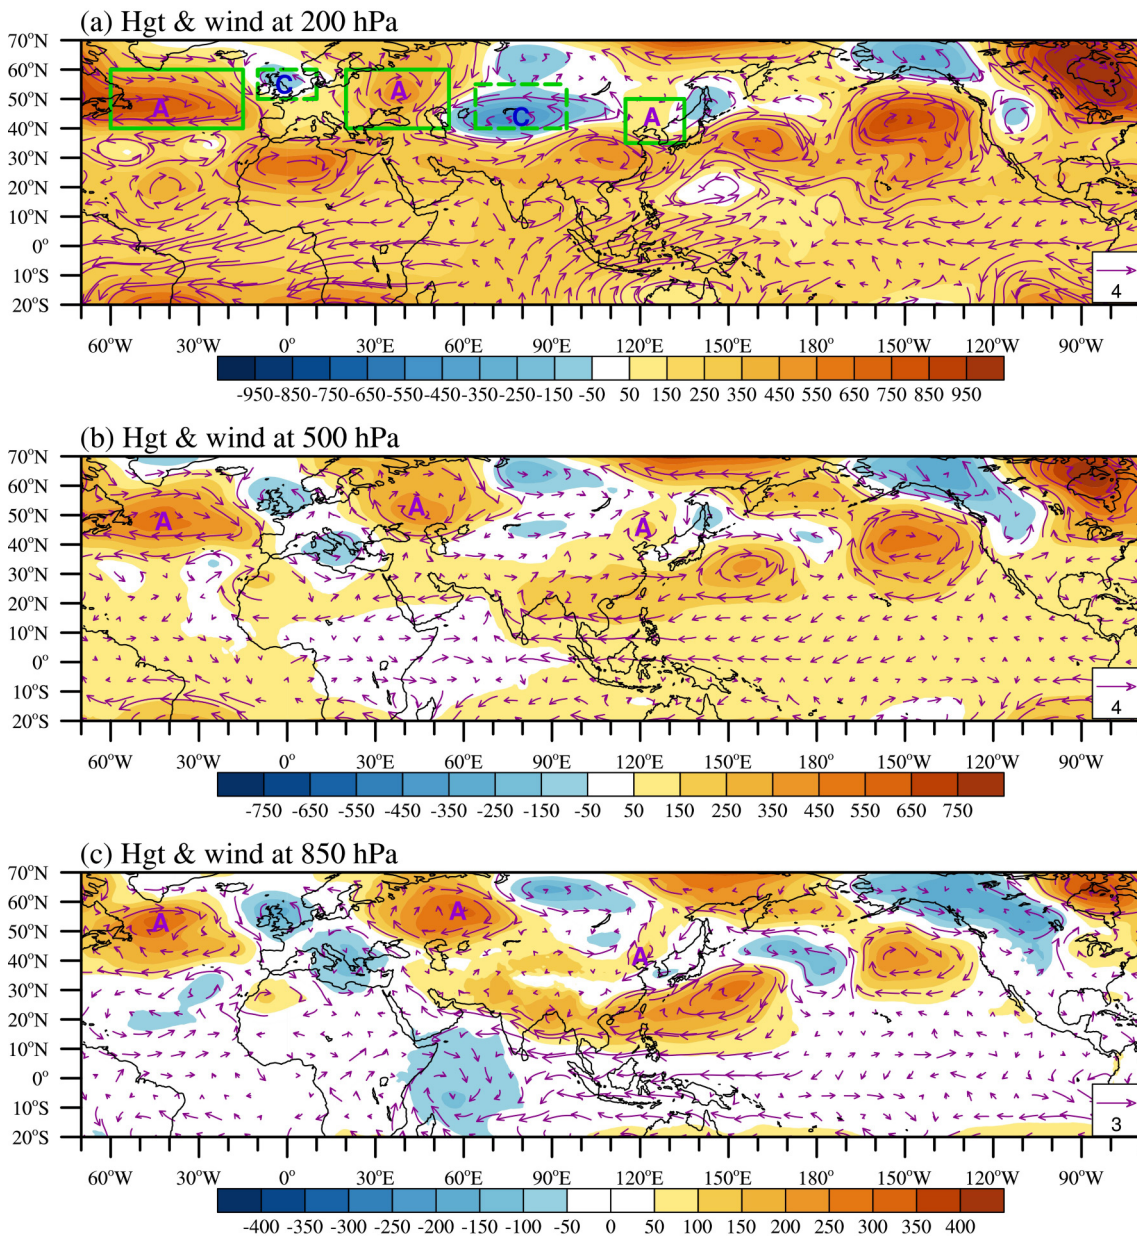 (a) Hgt & wind at 200 hPa
70°N
60°N
50°N
40°N
30°N
20°N
10°N
0°
10°S
20°S
A
C
A
C
A
4
60°W 30°W 0° 30°E 60°E 90°E 120°E 150°E 180° 150°W 120°W 90°W
-950 -850 -750 -650 -550 -450 -350 -250 -150 -50 50 150 250 350 450 550 650 750 850 950
(b) Hgt & wind at 500 hPa
70°N
60°N
50°N
40°N
30°N
20°N
10°N
0°
10°S
20°S
A
A
A
4
60°W 30°W 0° 30°E 60°E 90°E 120°E 150°E 180° 150°W 120°W 90°W
-750 -650 -550 -450 -350 -250 -150 -50 50 150 250 350 450 550 650 750
(c) Hgt & wind at 850 hPa
70°N
60°N
50°N
40°N
30°N
20°N
10°N
0°
10°S
20°S
A
A
A
3
60°W 30°W 0° 30°E 60°E 90°E 120°E 150°E 180° 150°W 120°W 90°W
-400 -350 -300 -250 -200 -150 -100 -50 0 50 100 150 200 250 300 350 400